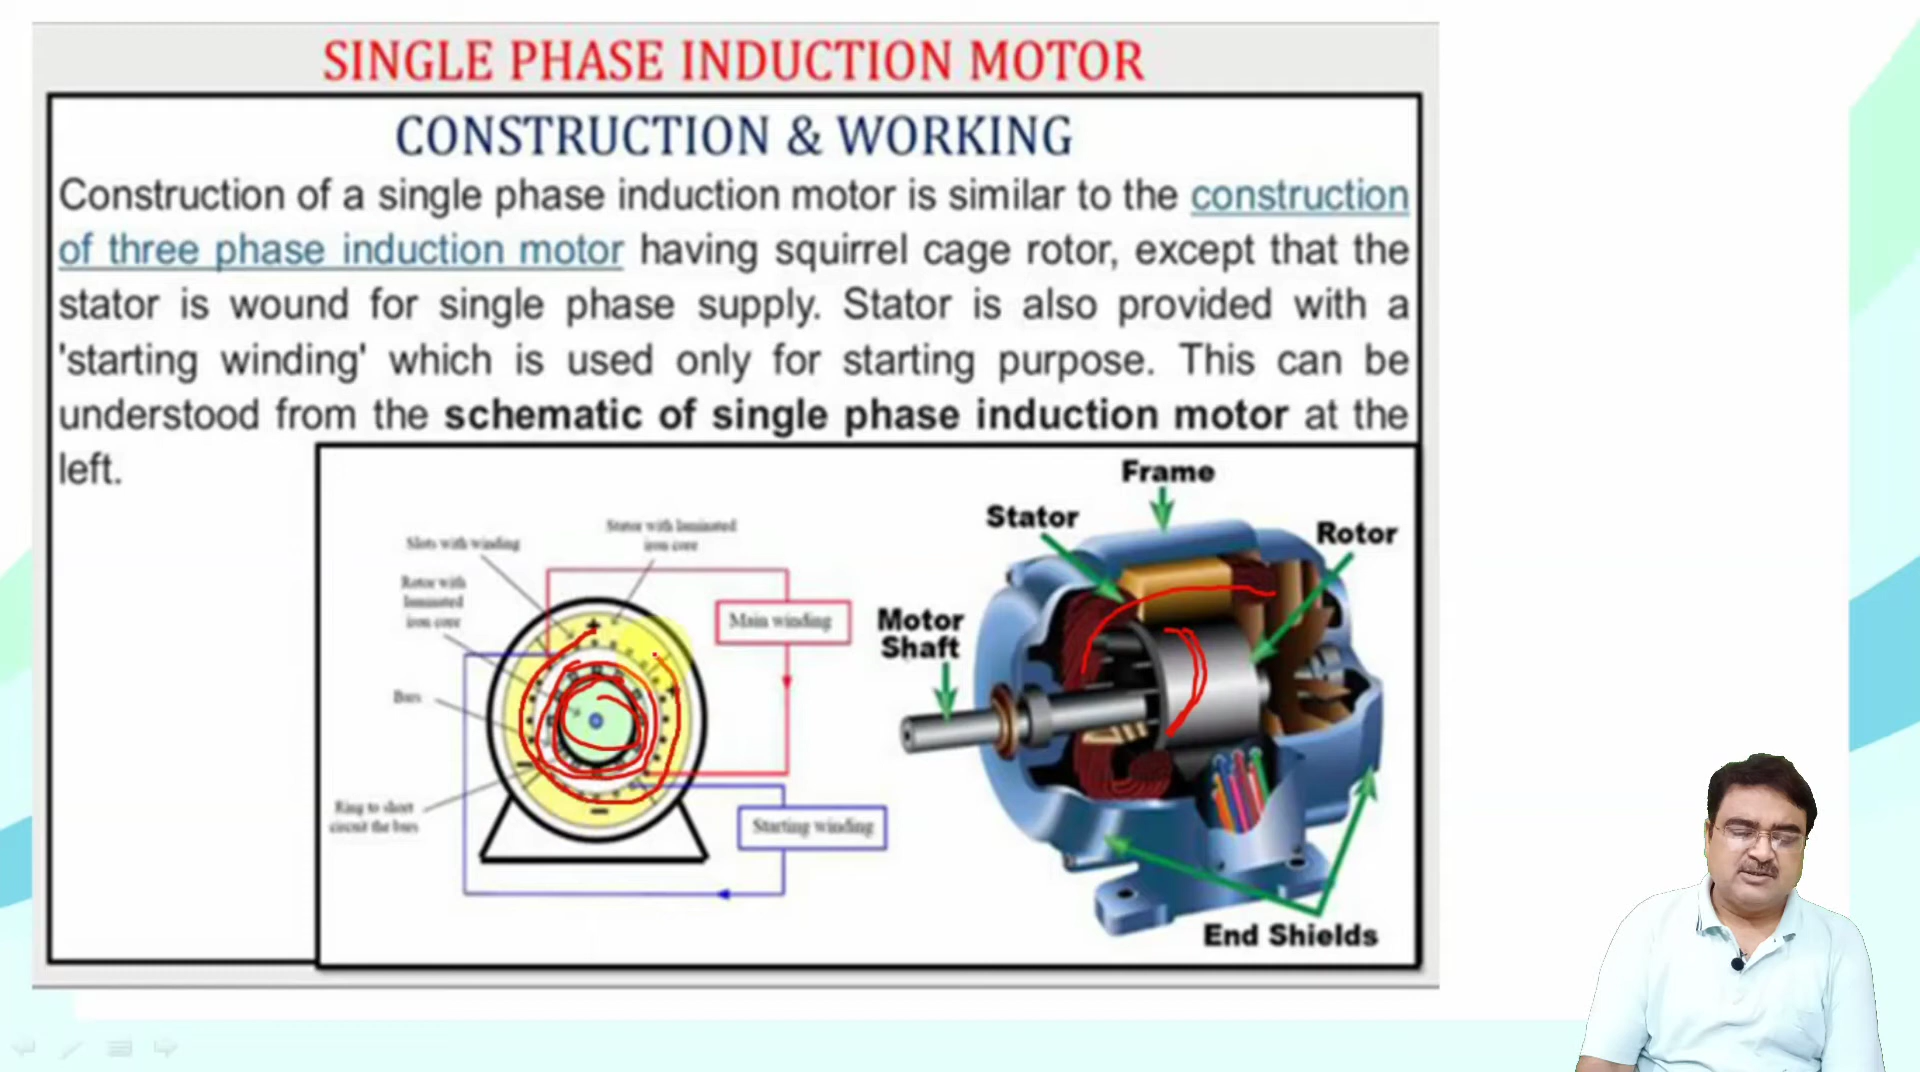 SINGLE PHASE INDUCTION MOTOR
CONSTRUCTION & WORKING
Construction of a single phase induction motor is similar to the construction
of three phase induction motor having squirrel cage rotor, except that the
stator is wound for single phase supply. Stator is also provided with a
'starting winding' which is used only for starting purpose. This can be
understood from the schematic of single phase induction motor at the
left.
Slots with winding
Stator with laminated
iron core
Rotor with
laminated
iron core
Bars
Ring to short
circuit the bars
Main winding
Starting winding
Frame
Stator
Rotor
Motor
Shaft
End Shields